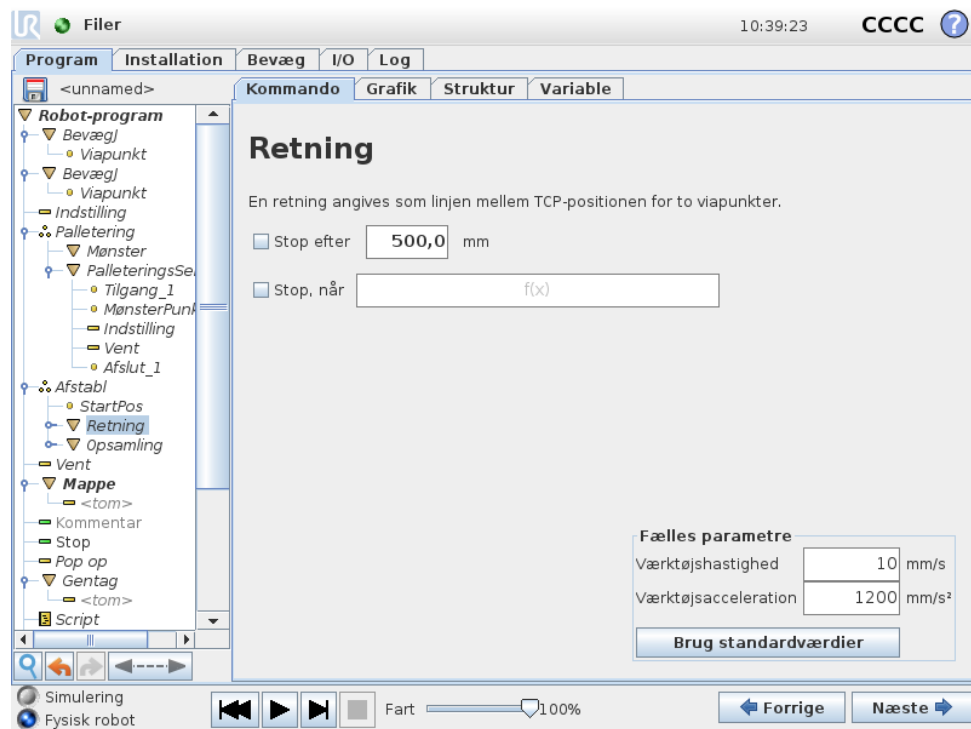 UR Filer 10:39:23 CCCC ?
Program Installation Bevæg I/O Log
<unnamed>
Kommando Grafik Struktur Variable
Robot-program
BevægJ
Viapunkt
BevægJ
Viapunkt
Indstilling
Palletering
Mønster
PalleteringsSe
Tilgang_1
MønsterPunk
Indstilling
Vent
Afslut_1
Afstabl
StartPos
Retning
Opsamling
Vent
Mappe
<tom>
Kommentar
Stop
Pop op
Gentag
<tom>
Script
Retning
En retning angives som linjen mellem TCP-positionen for to viapunkter.
Stop efter 500,0 mm
Stop, når f(x)
Fælles parametre
Værktøjshastighed 10 mm/s
Værktøjsacceleration 1200 mm/s²
Brug standardværdier
Simulering
Fysisk robot
Fart 100%
Forrige Næste